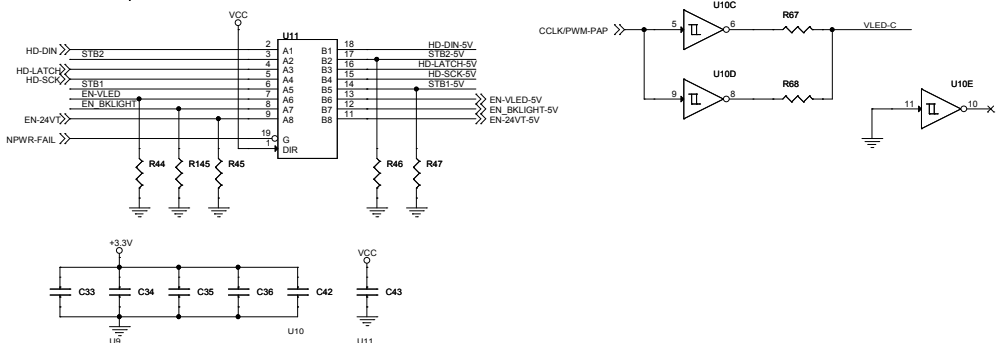 VCC
U11
HD-DIN
STB2
HD-LATCH
HD-SCK
STB1
EN-VLED
EN_BKLIGHT
EN-24VT
NPWR-FAIL
2 A1 B1 18 HD-DIN-5V
3 A2 B2 17 STB2-5V
4 A3 B3 16 HD-LATCH-5V
5 A4 B4 15 HD-SCK-5V
6 A5 B5 14 STB1-5V
7 A6 B6 13 EN-VLED-5V
8 A7 B7 12 EN_BKLIGHT-5V
9 A8 B8 11 EN-24VT-5V
19 G
1 DIR
R44 R145 R45 R46 R47
U10C
CCLK/PWM-PAP 5 6 R67 VLED-C
U10D
9 8 R68
U10E
11 10
+3.3V
VCC
C33 C34 C35 C36 C42 C43
U9 U10 U11